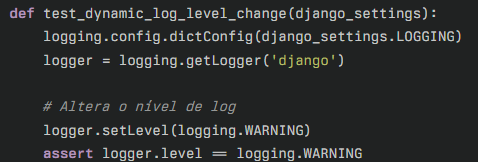 def test_dynamic_log_level_change(django_settings):
    logging.config.dictConfig(django_settings.LOGGING)
    logger = logging.getLogger('django')

    # Altera o nível de log
    logger.setLevel(logging.WARNING)
    assert logger.level == logging.WARNING